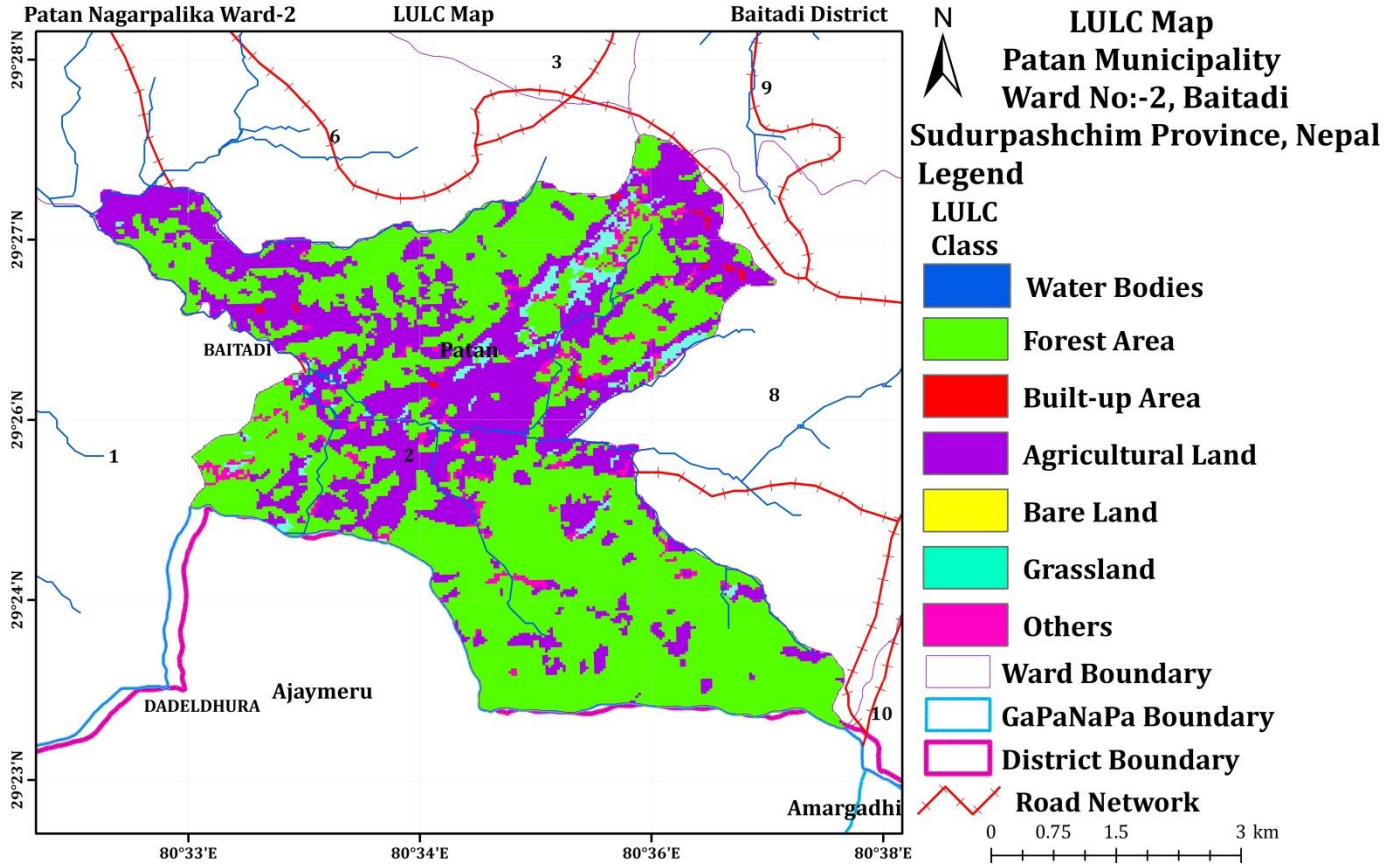 Patan Nagarpalika Ward-2 LULC Map Baitadi District
N
LULC Map
Patan Municipality
Ward No:-2, Baitadi
Sudurpashchim Province, Nepal
Legend
LULC
Class
Water Bodies
Forest Area
Built-up Area
Agricultural Land
Bare Land
Grassland
Others
Ward Boundary
GaPaNaPa Boundary
District Boundary
Road Network
0 0.75 1.5 3 km
29°28'N
29°27'N
29°26'N
29°24'N
29°23'N
3
9
6
BAITADI
Patan
8
1
2
Ajaymeru
DADELDHURA
10
Amargadhi
80°33'E 80°34'E 80°36'E 80°38'E